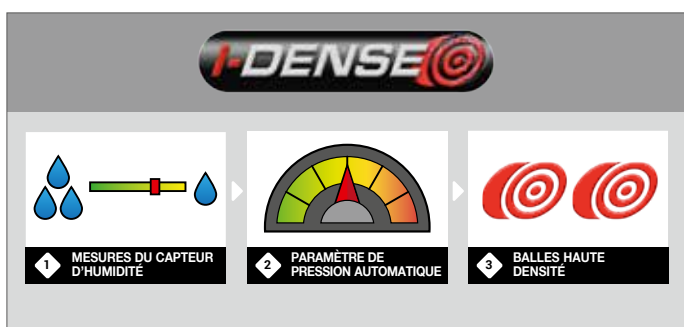 I-DENSE
1 MESURES DU CAPTEUR
D'HUMIDITÉ
2 PARAMÈTRE DE
PRESSION AUTOMATIQUE
3 BALLES HAUTE
DENSITÉ